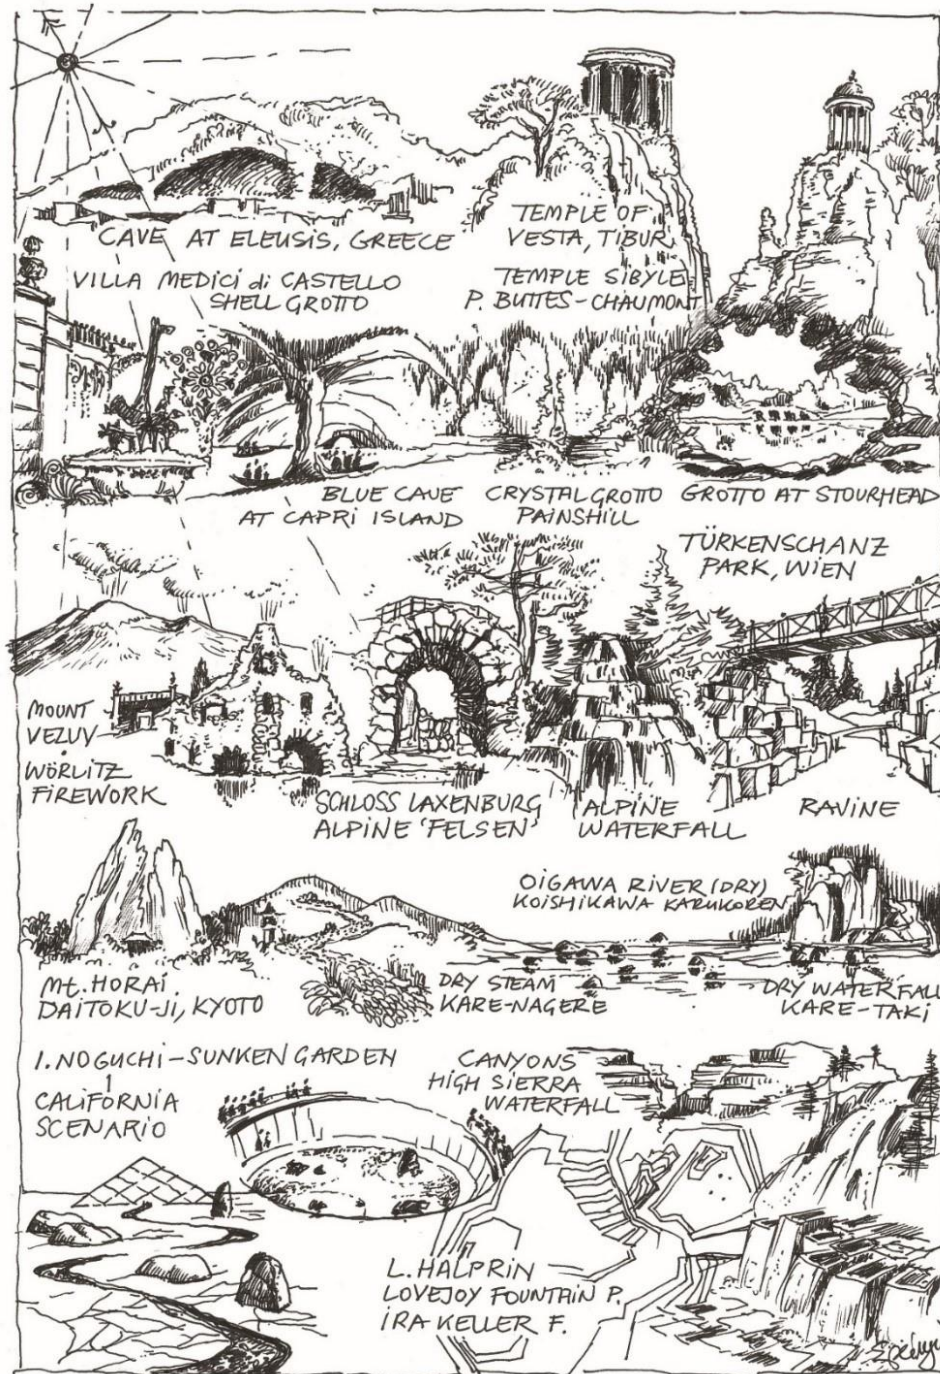 CAVE AT ELEUSIS, GREECE
TEMPLE OF
VESTA, TIBUR
VILLA MEDICI di CASTELLO
SHELL GROTTO
TEMPLE SIBYLE
P. BUTTES-CHAUMONT
BLUE CAVE
AT CAPRI ISLAND
CRYSTAL GROTTO
PAINSHILL
GROTTO AT STOURHEAD
TÜRKENSCHANZ
PARK, WIEN
MOUNT
VEZUV
WÖRLITZ
FIREWORK
SCHLOSS LAXENBURG
ALPINE 'FELSEN'
ALPINE
WATERFALL
RAVINE
OIGAWA RIVER (DRY)
KOISHIKAWA KARUKOREN
Mt. HORAI
DAITOKU-JI, KYOTO
DRY STEAM
KARE-NAGERE
DRY WATERFALL
KARE-TAKI
I. NOGUCHI - SUNKEN GARDEN
CALIFORNIA
SCENARIO
CANYONS
HIGH SIERRA
WATERFALL
L. HALPRIN
LOVEJOY FOUNTAIN P.
IRA KELLER F.